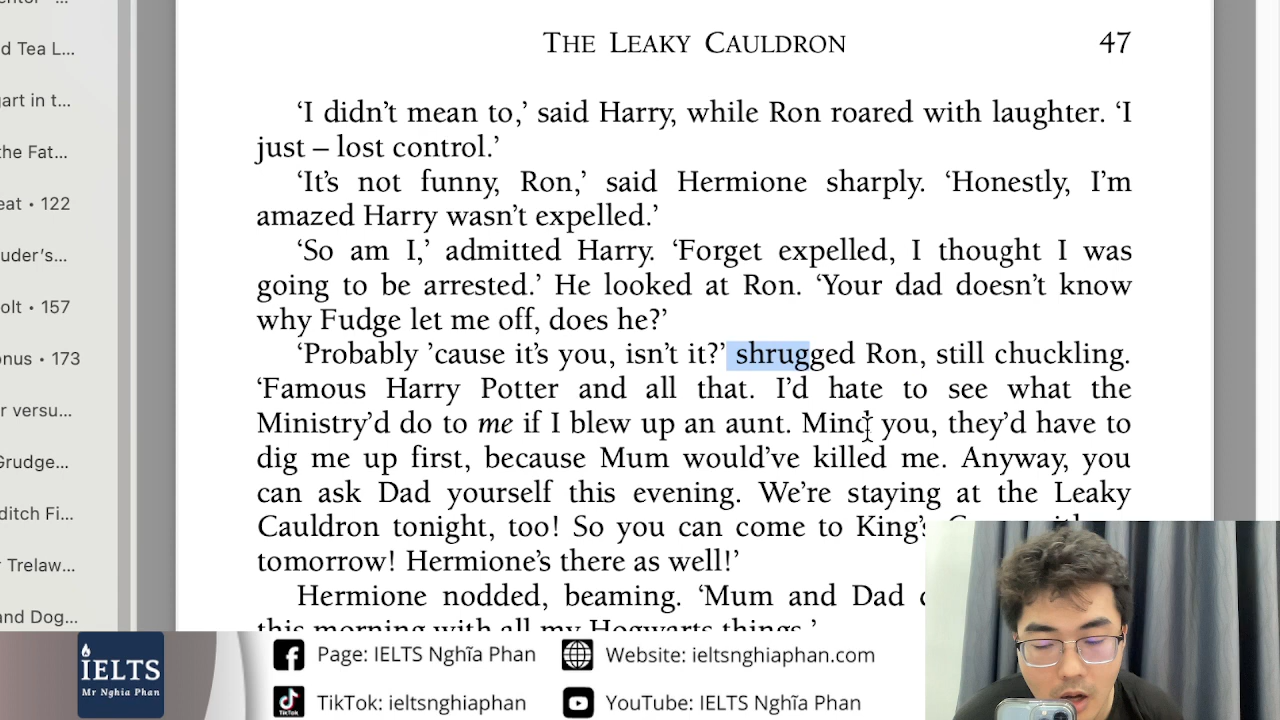 THE LEAKY CAULDRON 47
‘I didn’t mean to,’ said Harry, while Ron roared with laughter. ‘I
just – lost control.’
‘It’s not funny, Ron,’ said Hermione sharply. ‘Honestly, I’m
amazed Harry wasn’t expelled.’
‘So am I,’ admitted Harry. ‘Forget expelled, I thought I was
going to be arrested.’ He looked at Ron. ‘Your dad doesn’t know
why Fudge let me off, does he?’
‘Probably ’cause it’s you, isn’t it?’ shrugged Ron, still chuckling.
‘Famous Harry Potter and all that. I’d hate to see what the
Ministry’d do to me if I blew up an aunt. Mind you, they’d have to
dig me up first, because Mum would’ve killed me. Anyway, you
can ask Dad yourself this evening. We’re staying at the Leaky
Cauldron tonight, too! So you can come to King’s
tomorrow! Hermione’s there as well!’
Hermione nodded, beaming. ‘Mum and Dad
this morning with all my Hogwarts things.’
d Tea L...
gart in t...
the Fat...
eat • 122
uder’s...
olt • 157
onus • 173
r versu...
Grudge...
ditch Fi...
r Trelaw...
and Dog...
IELTS
Mr Nghia Phan
Page: IELTS Nghĩa Phan
Website: ieltsnghiaphan.com
TikTok: ieltsnghiaphan
YouTube: IELTS Nghĩa Phan